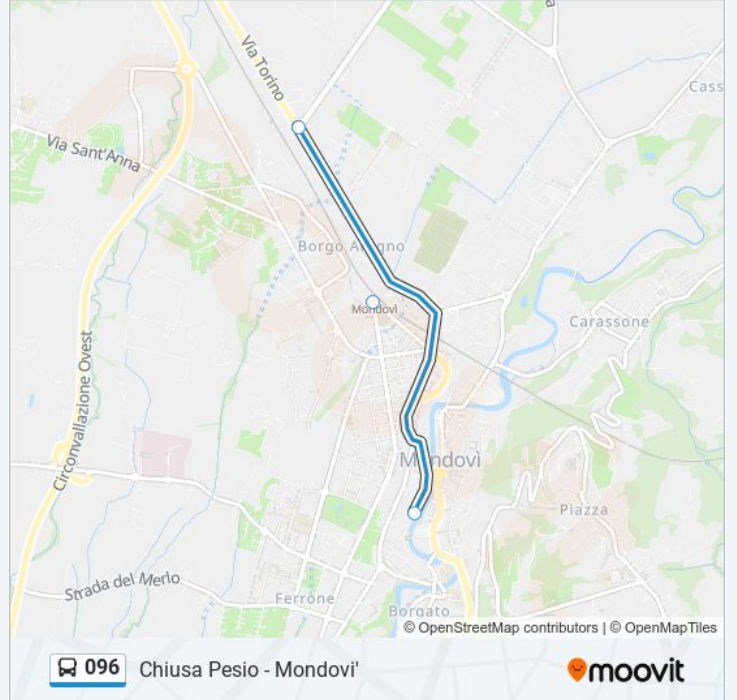 a
Via Torino
Cass
Via Sant'Anna
Borgo A
gno
Mondovì
Carassone
Circonvallazione Ovest
Mondovì
Piazza
Strada del Merlo
Ferrone
Borgato
© OpenStreetMap contributors | © OpenMapTiles
096 Chiusa Pesio - Mondovi'
moovit